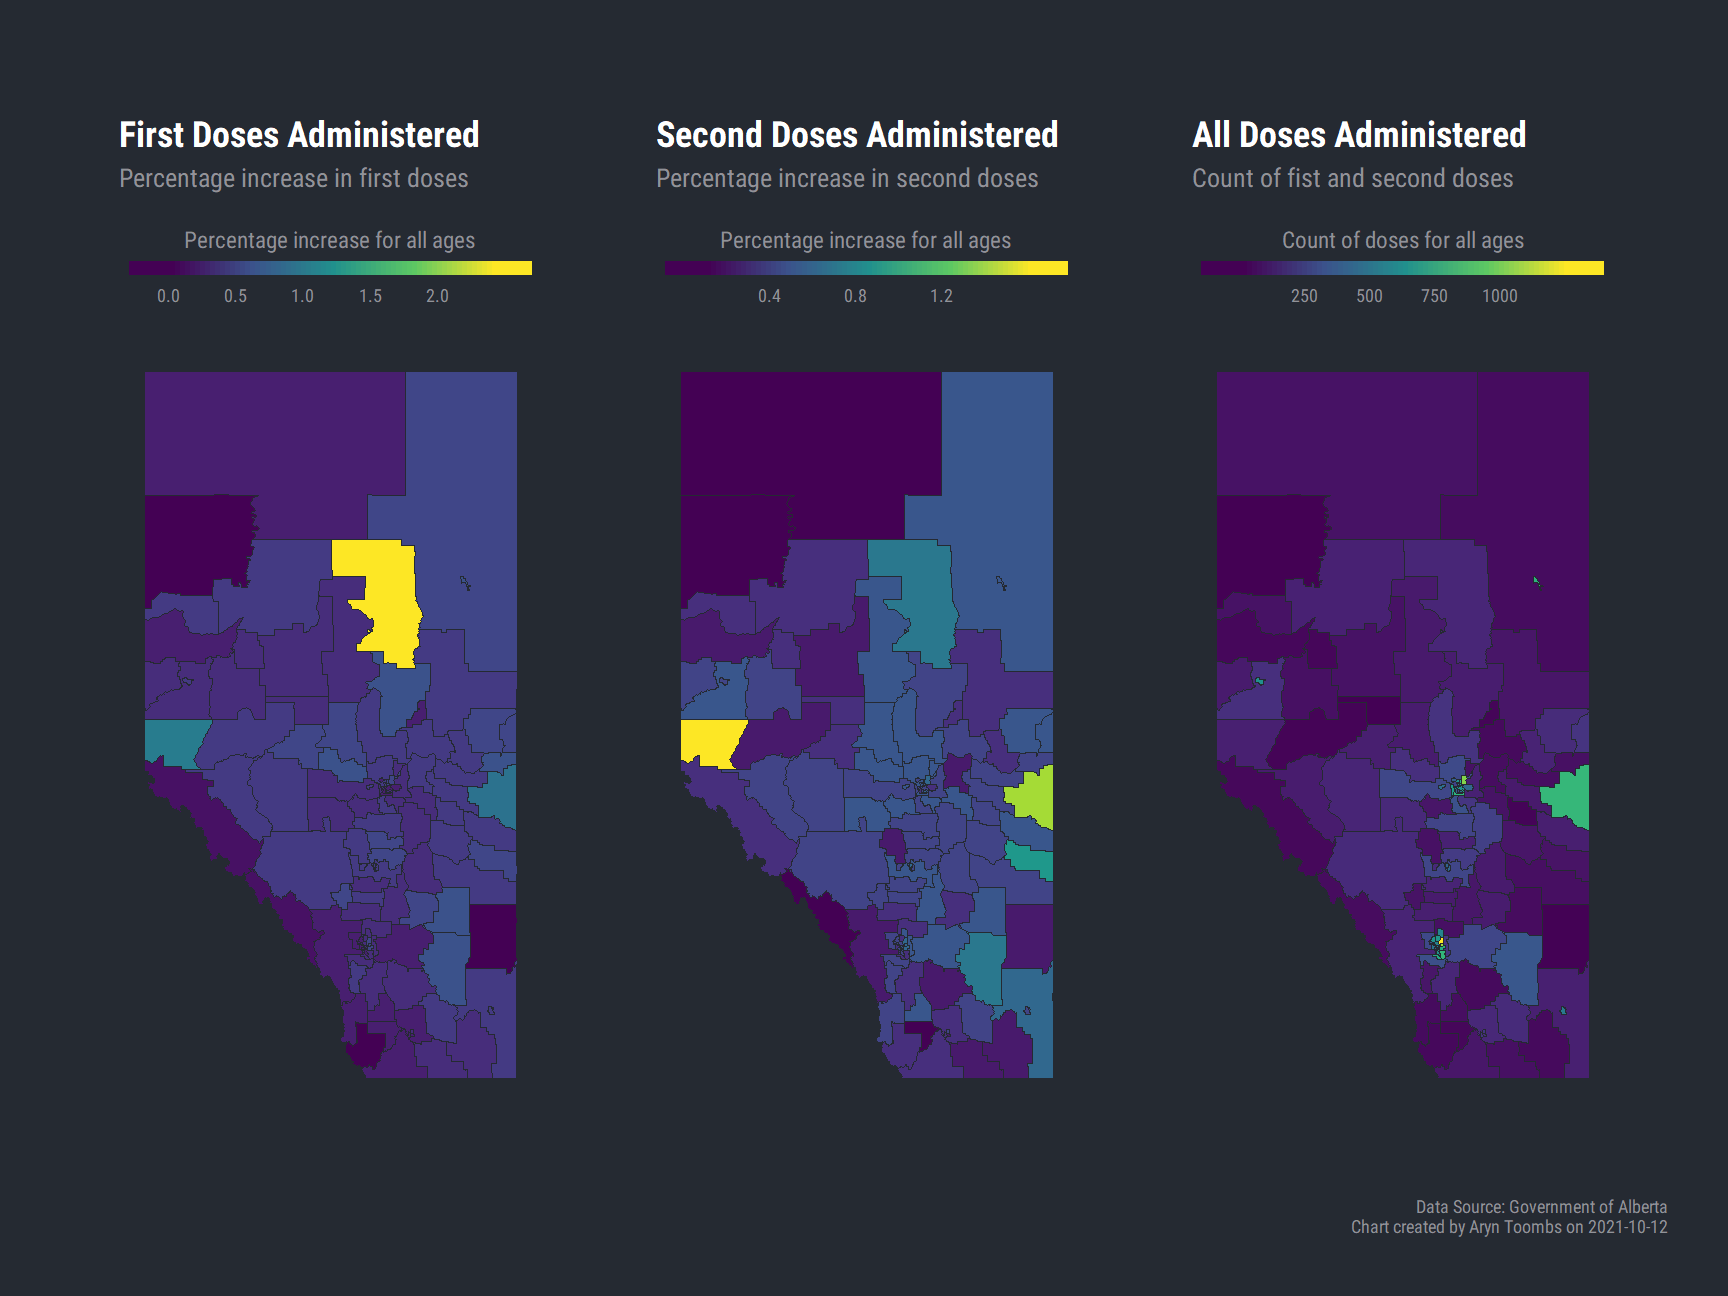 First Doses Administered
Percentage increase in first doses
Percentage increase for all ages
0.0 0.5 1.0 1.5 2.0
Second Doses Administered
Percentage increase in second doses
Percentage increase for all ages
0.4 0.8 1.2
All Doses Administered
Count of fist and second doses
Count of doses for all ages
250 500 750 1000
Data Source: Government of Alberta
Chart created by Aryn Toombs on 2021-10-12